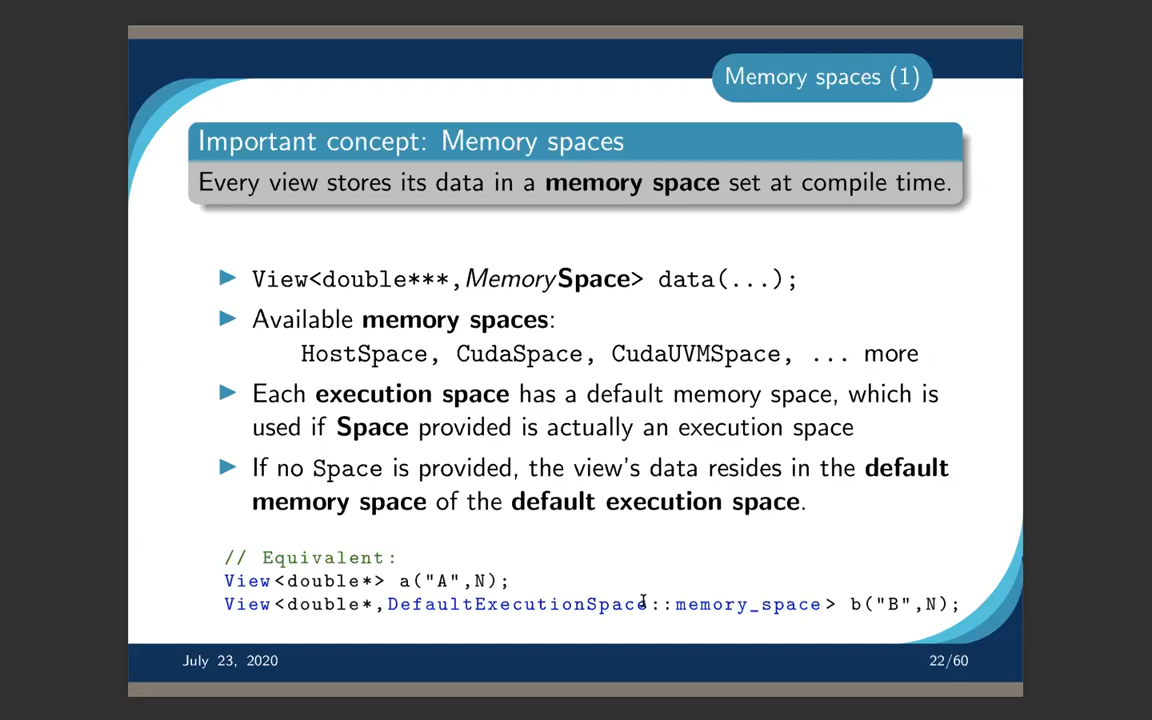 Memory spaces (1)
Important concept: Memory spaces
Every view stores its data in a memory space set at compile time.
View<double***,MemorySpace> data(...);
Available memory spaces:
HostSpace, CudaSpace, CudaUVMSpace, ... more
Each execution space has a default memory space, which is
used if Space provided is actually an execution space
If no Space is provided, the view's data resides in the default
memory space of the default execution space.
// Equivalent:
View<double*> a("A",N);
View<double*,DefaultExecutionSpace::memory_space> b("B",N);
July 23, 2020
22/60